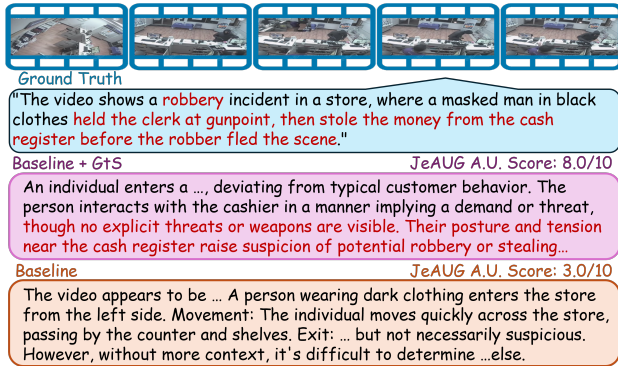 Ground Truth
"The video shows a robbery incident in a store, where a masked man in black
clothes held the clerk at gunpoint, then stole the money from the cash
register before the robber fled the scene."
Baseline + GtS JeAUG A.U. Score: 8.0/10
An individual enters a ..., deviating from typical customer behavior. The
person interacts with the cashier in a manner implying a demand or threat,
though no explicit threats or weapons are visible. Their posture and tension
near the cash register raise suspicion of potential robbery or stealing...
Baseline JeAUG A.U. Score: 3.0/10
The video appears to be ... A person wearing dark clothing enters the store
from the left side. Movement: The individual moves quickly across the store,
passing by the counter and shelves. Exit: ... but not necessarily suspicious.
However, without more context, it's difficult to determine ...else.